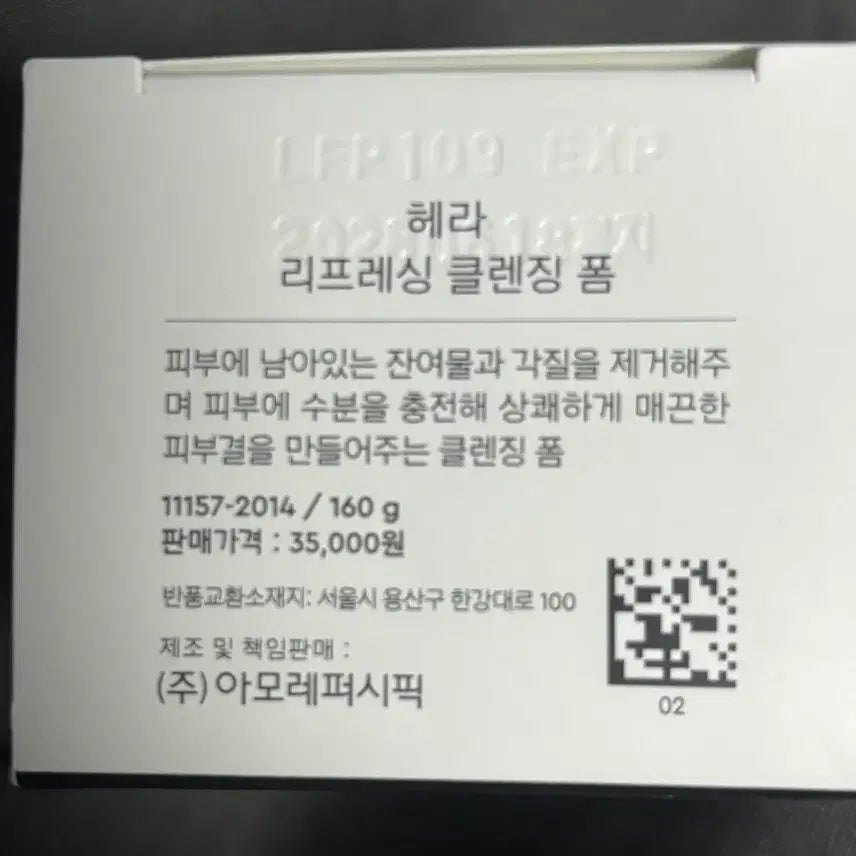 LFP109 EXP
헤라
리프레싱 클렌징 폼
피부에 남아있는 잔여물과 각질을 제거해주
며 피부에 수분을 충전해 상쾌하게 매끈한
피부결을 만들어주는 클렌징 폼
11157-2014 / 160 g
판매가격 : 35,000원
반품교환소재지: 서울시 용산구 한강대로 100
제조 및 책임판매 :
(주)아모레퍼시픽
02